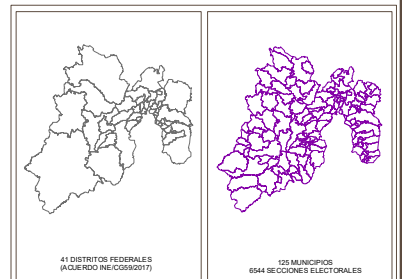 41 DISTRITOS FEDERALES
(ACUERDO INE/CG59/2017)
125 MUNICIPIOS
6544 SECCIONES ELECTORALES